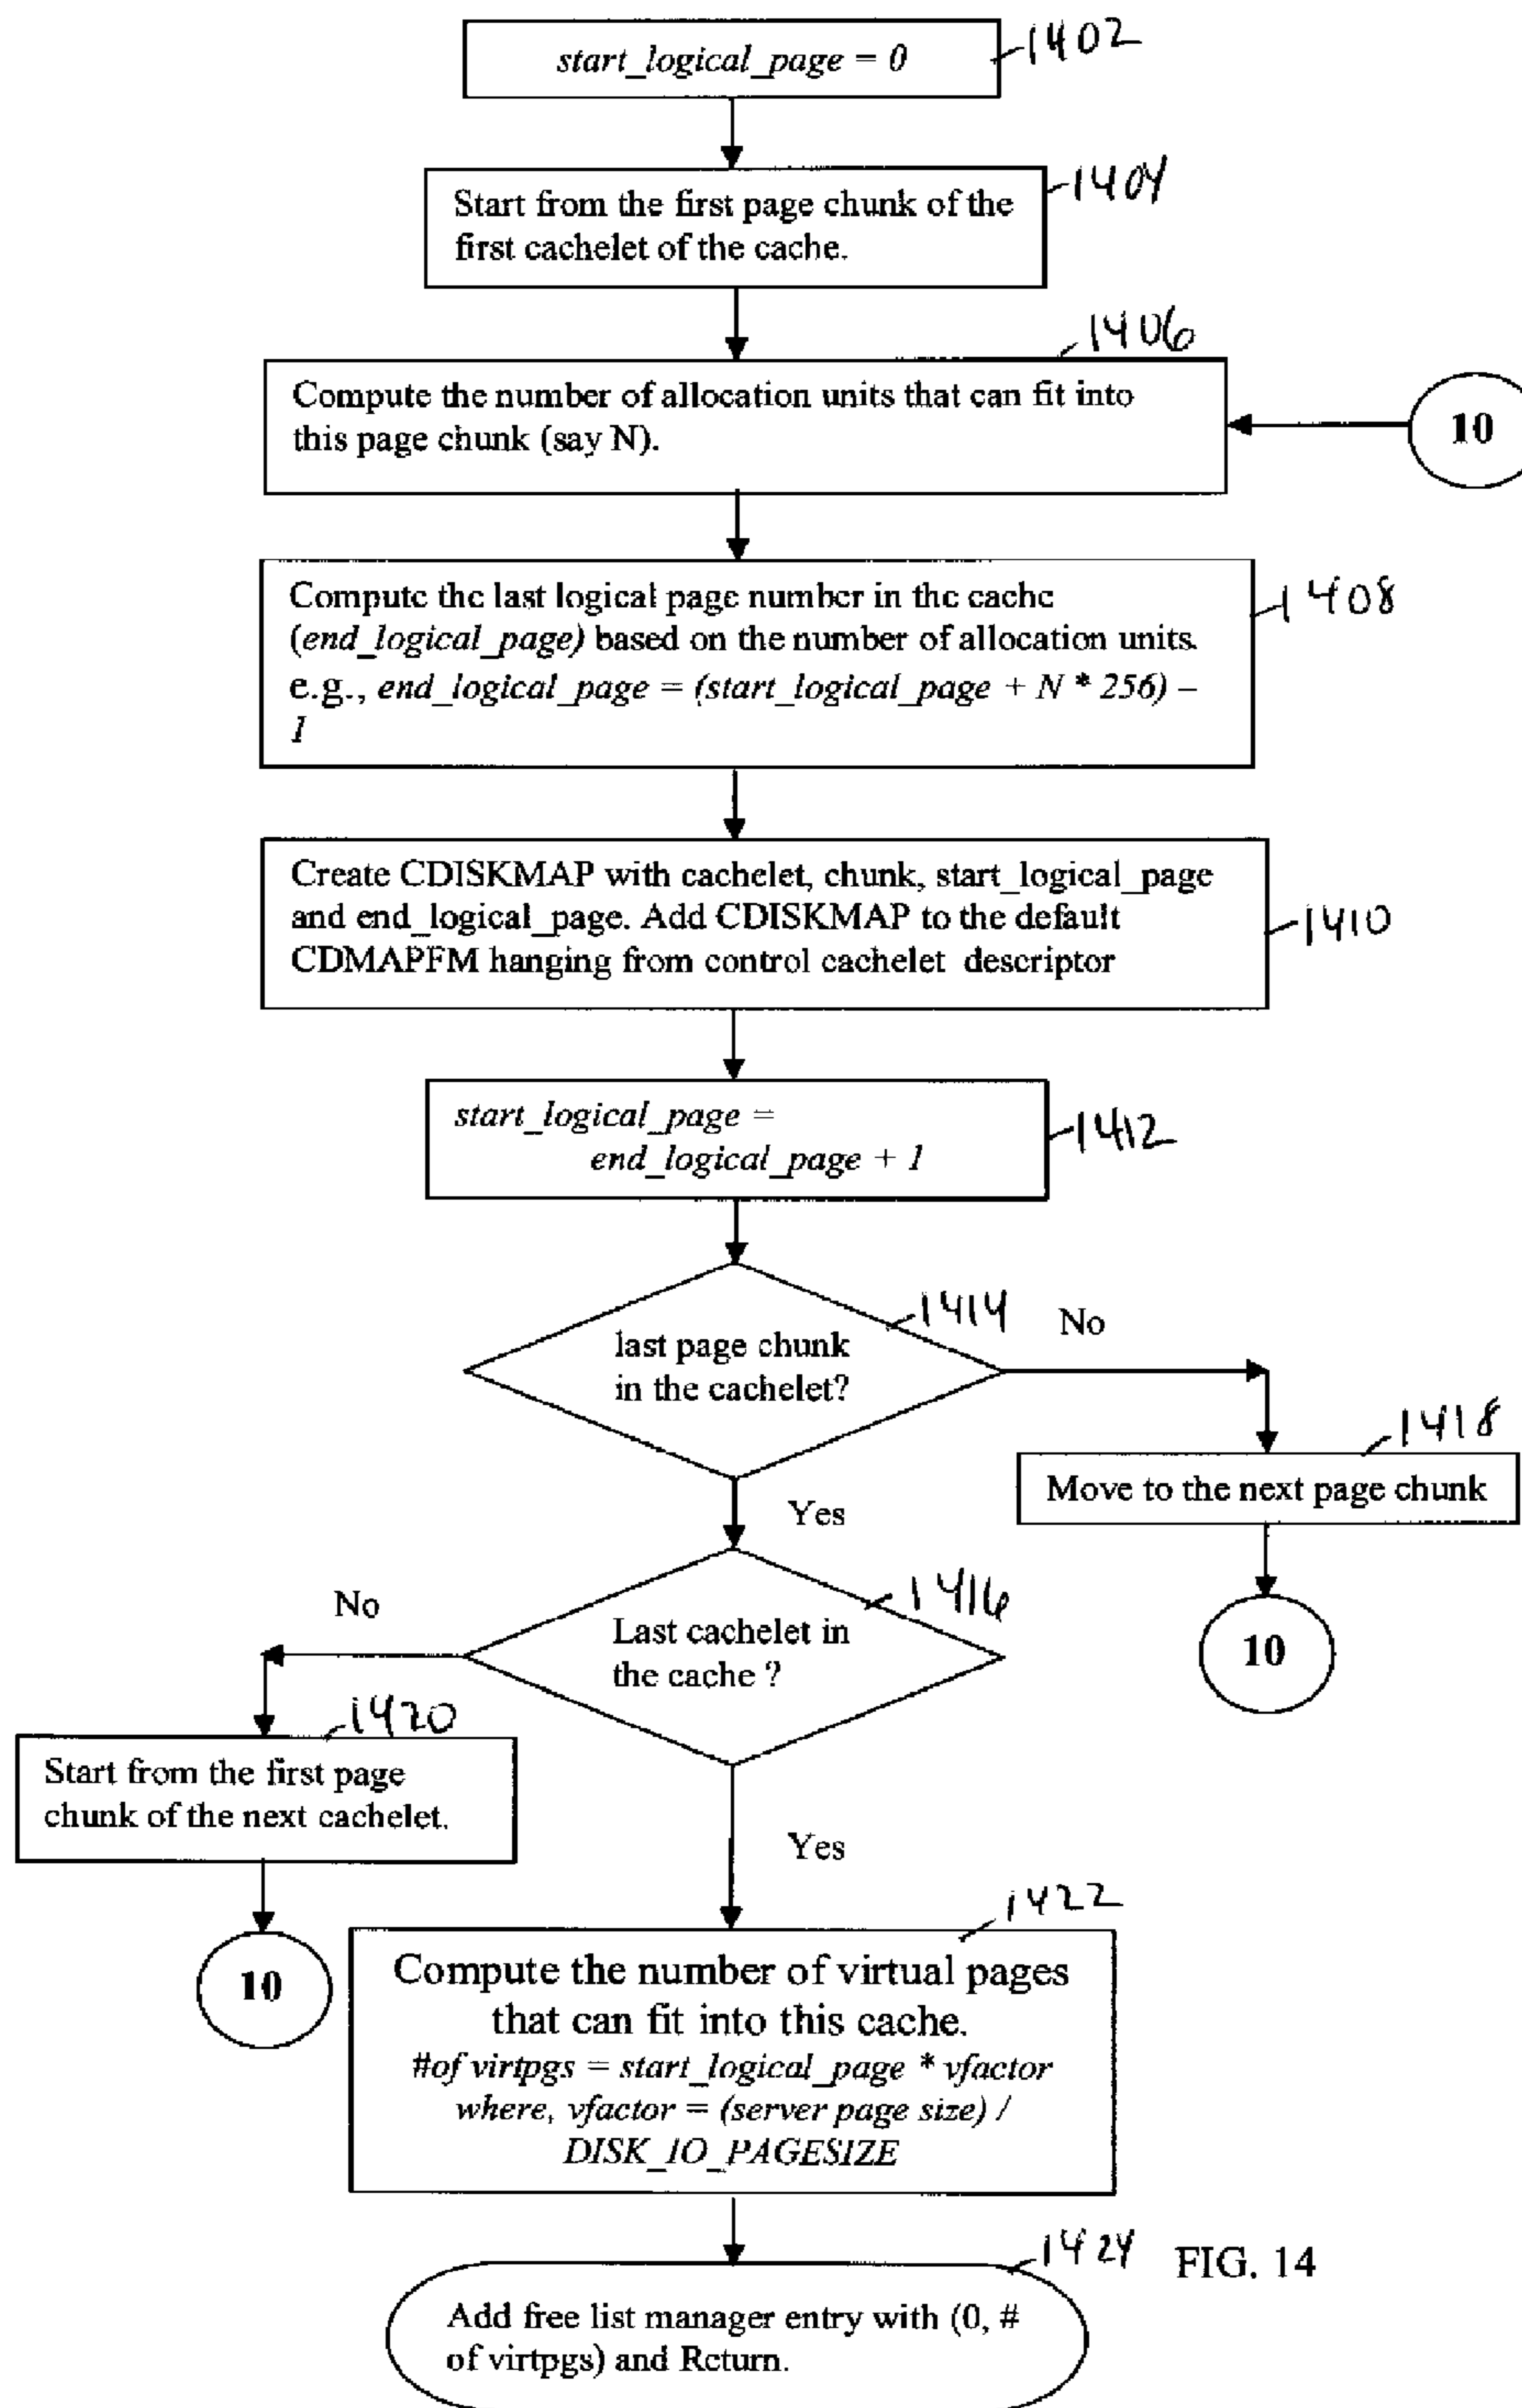 start_logical_page = 0
1402
Start from the first page chunk of the
first cachelet of the cache.
1404
1406
Compute the number of allocation units that can fit into
this page chunk (say N).
10
Compute the last logical page number in the cache
(end_logical_page) based on the number of allocation units.
e.g., end_logical_page = (start_logical_page + N * 256) –
1
1408
Create CDISKMAP with cachelet, chunk, start_logical_page
and end_logical_page. Add CDISKMAP to the default
CDMAPFM hanging from control cachelet descriptor
1410
start_logical_page =
end_logical_page + 1
1412
last page chunk
in the cachelet?
1414
No
Yes
1418
Move to the next page chunk
10
Last cachelet in
the cache ?
1416
No
Yes
1420
Start from the first page
chunk of the next cachelet.
10
1422
Compute the number of virtual pages
that can fit into this cache.
#of virtpgs = start_logical_page * vfactor
where, vfactor = (server page size) /
DISK_IO_PAGESIZE
1424
FIG. 14
Add free list manager entry with (0, #
of virtpgs) and Return.